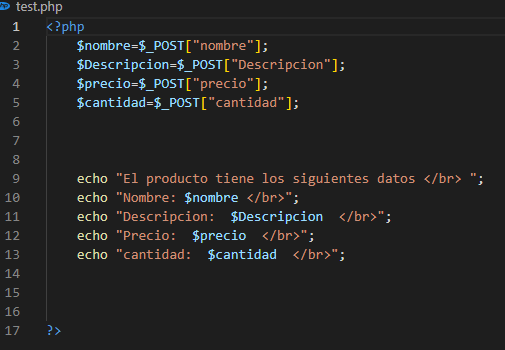 test.php
1 <?php
2 $nombre=$_POST["nombre"];
3 $Descripcion=$_POST["Descripcion"];
4 $precio=$_POST["precio"];
5 $cantidad=$_POST["cantidad"];
6
7
8
9 echo "El producto tiene los siguientes datos </br> ";
10 echo "Nombre: $nombre </br>";
11 echo "Descripcion:  $Descripcion  </br>";
12 echo "Precio:  $precio  </br>";
13 echo "cantidad:  $cantidad  </br>";
14
15
16
17 ?>